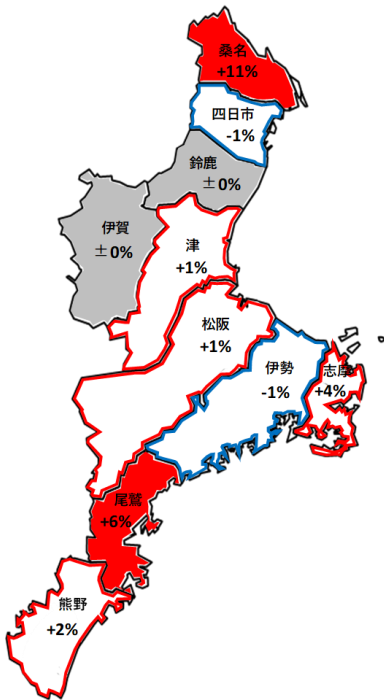 桑名
+11%
四日市
-1%
鈴鹿
±0%
伊賀
±0%
津
+1%
松阪
+1%
伊勢
-1%
志摩
+4%
尾鷲
+6%
熊野
+2%